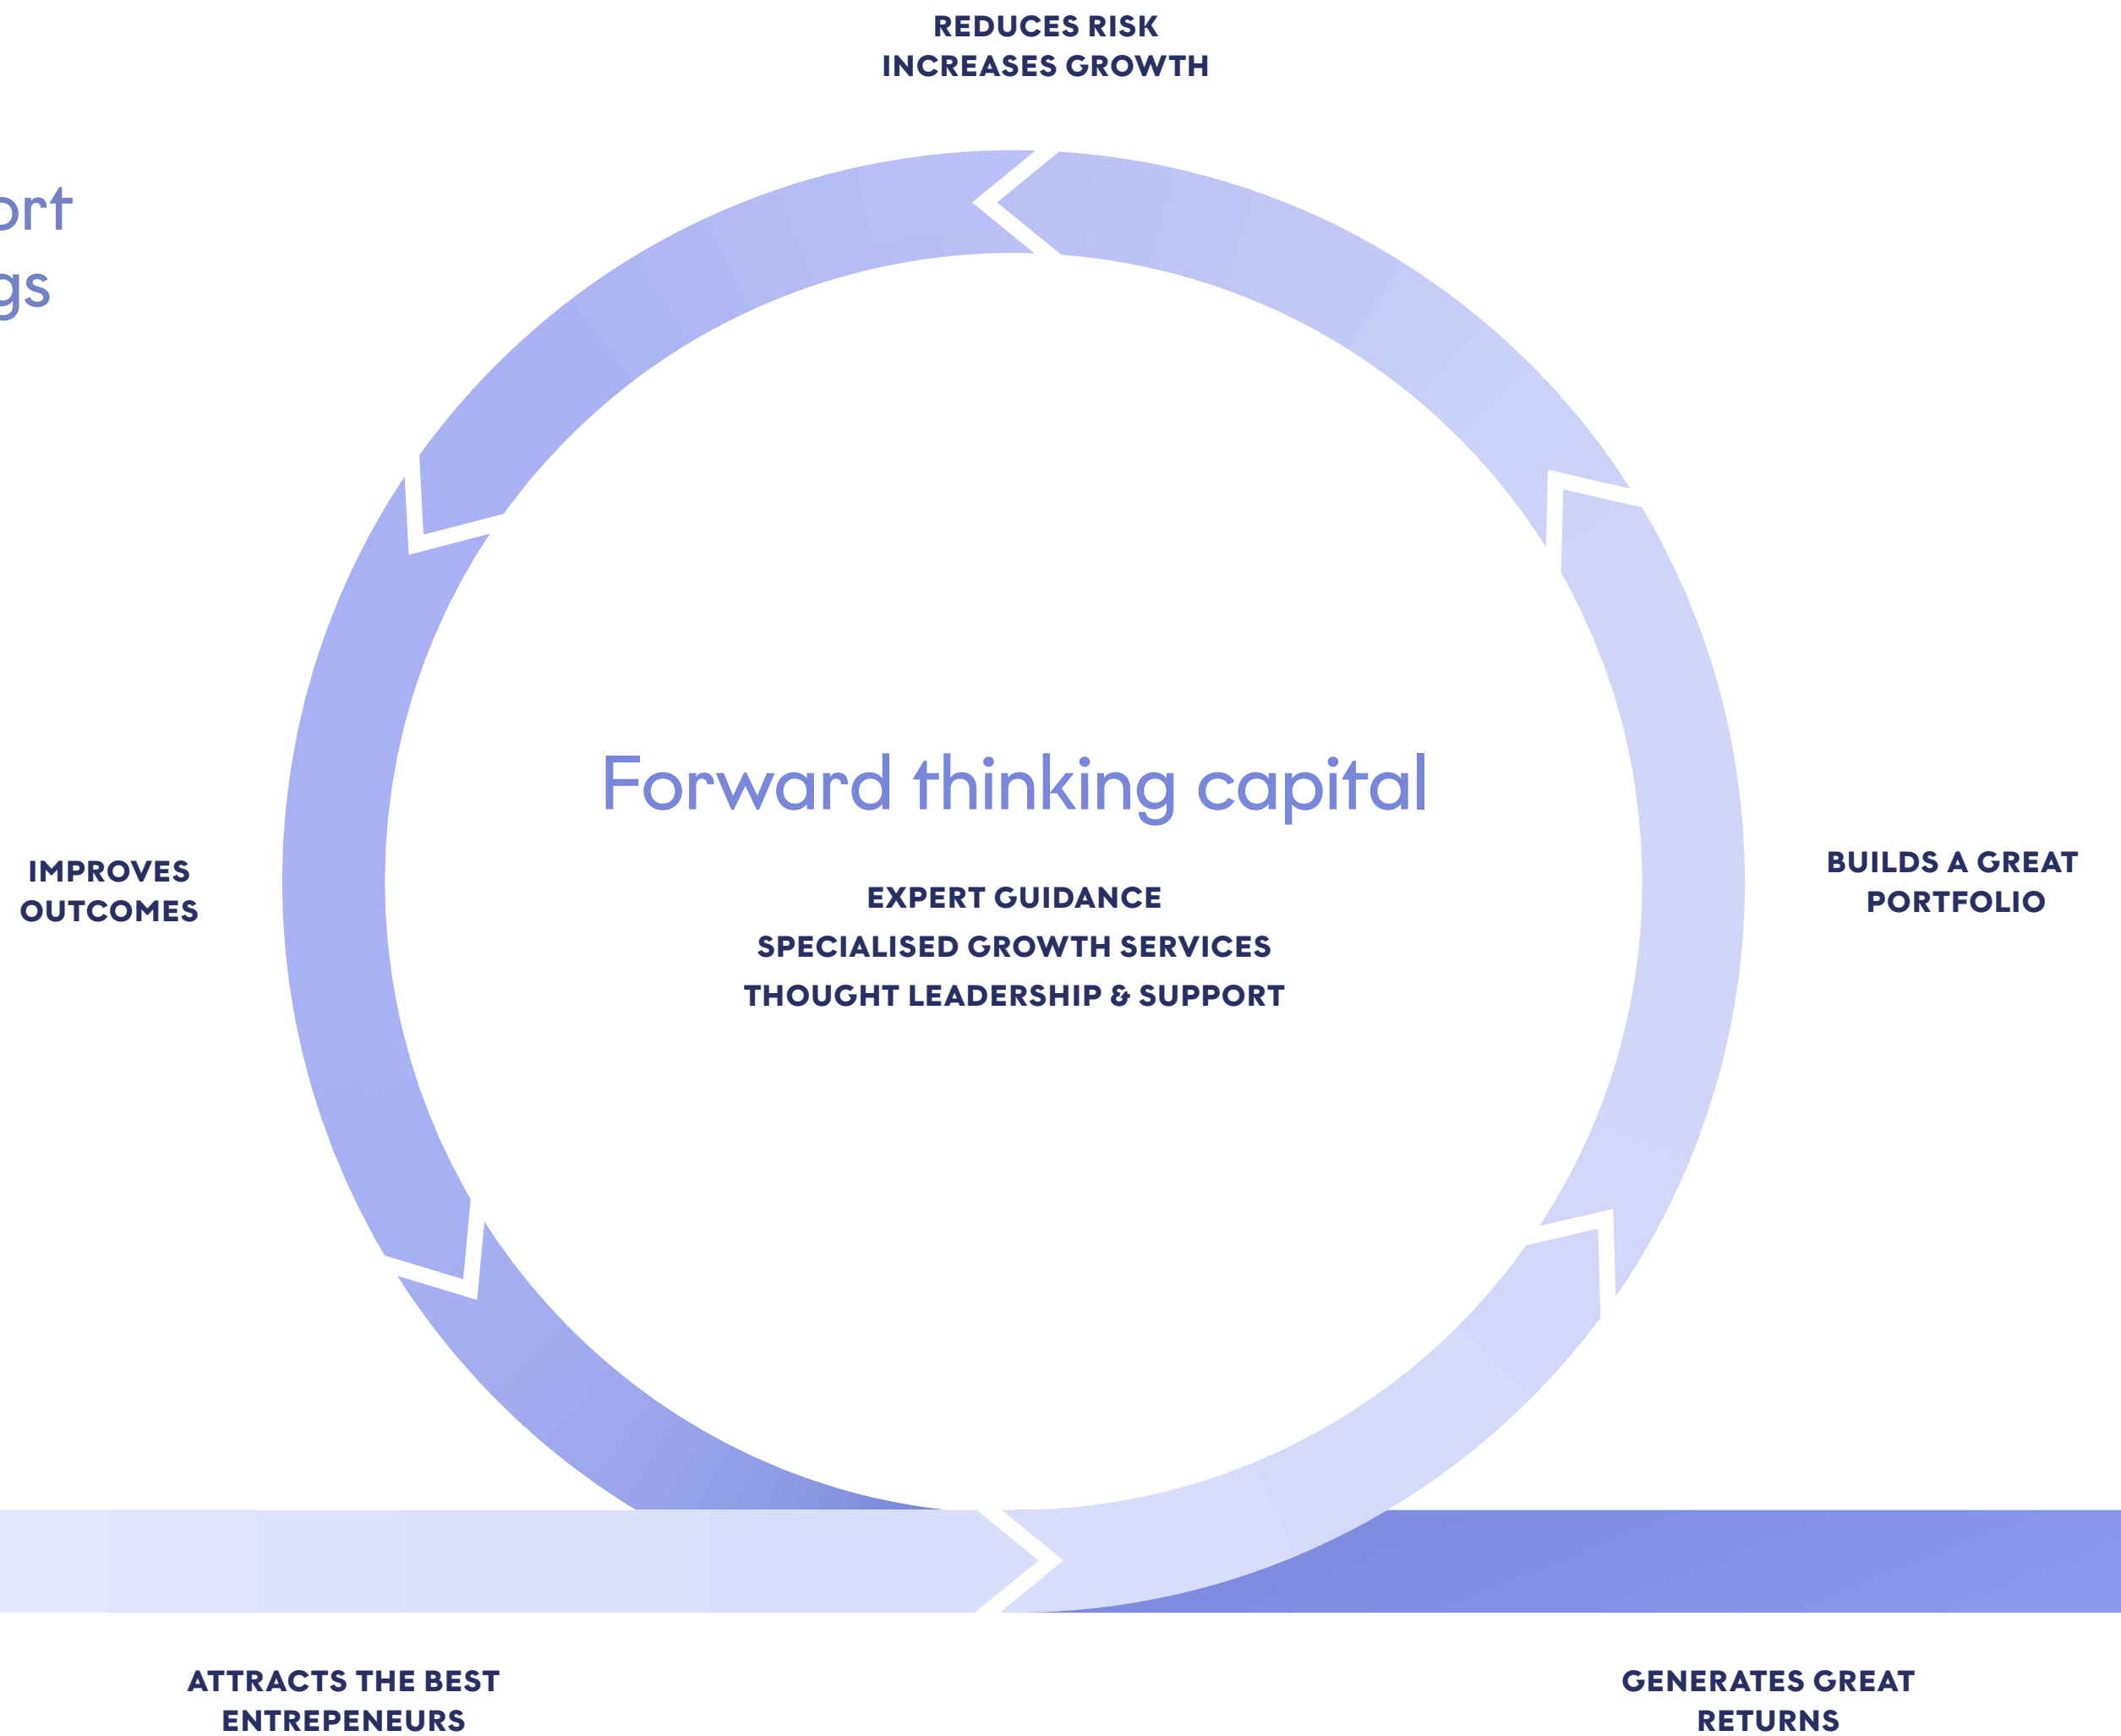 REDUCES RISK
INCREASES GROWTH
Forward thinking capital
EXPERT GUIDANCE
SPECIALISED GROWTH SERVICES
THOUGHT LEADERSHIP & SUPPORT
IMPROVES
OUTCOMES
BUILDS A GREAT
PORTFOLIO
ATTRACTS THE BEST
ENTREPENEURS
GENERATES GREAT
RETURNS